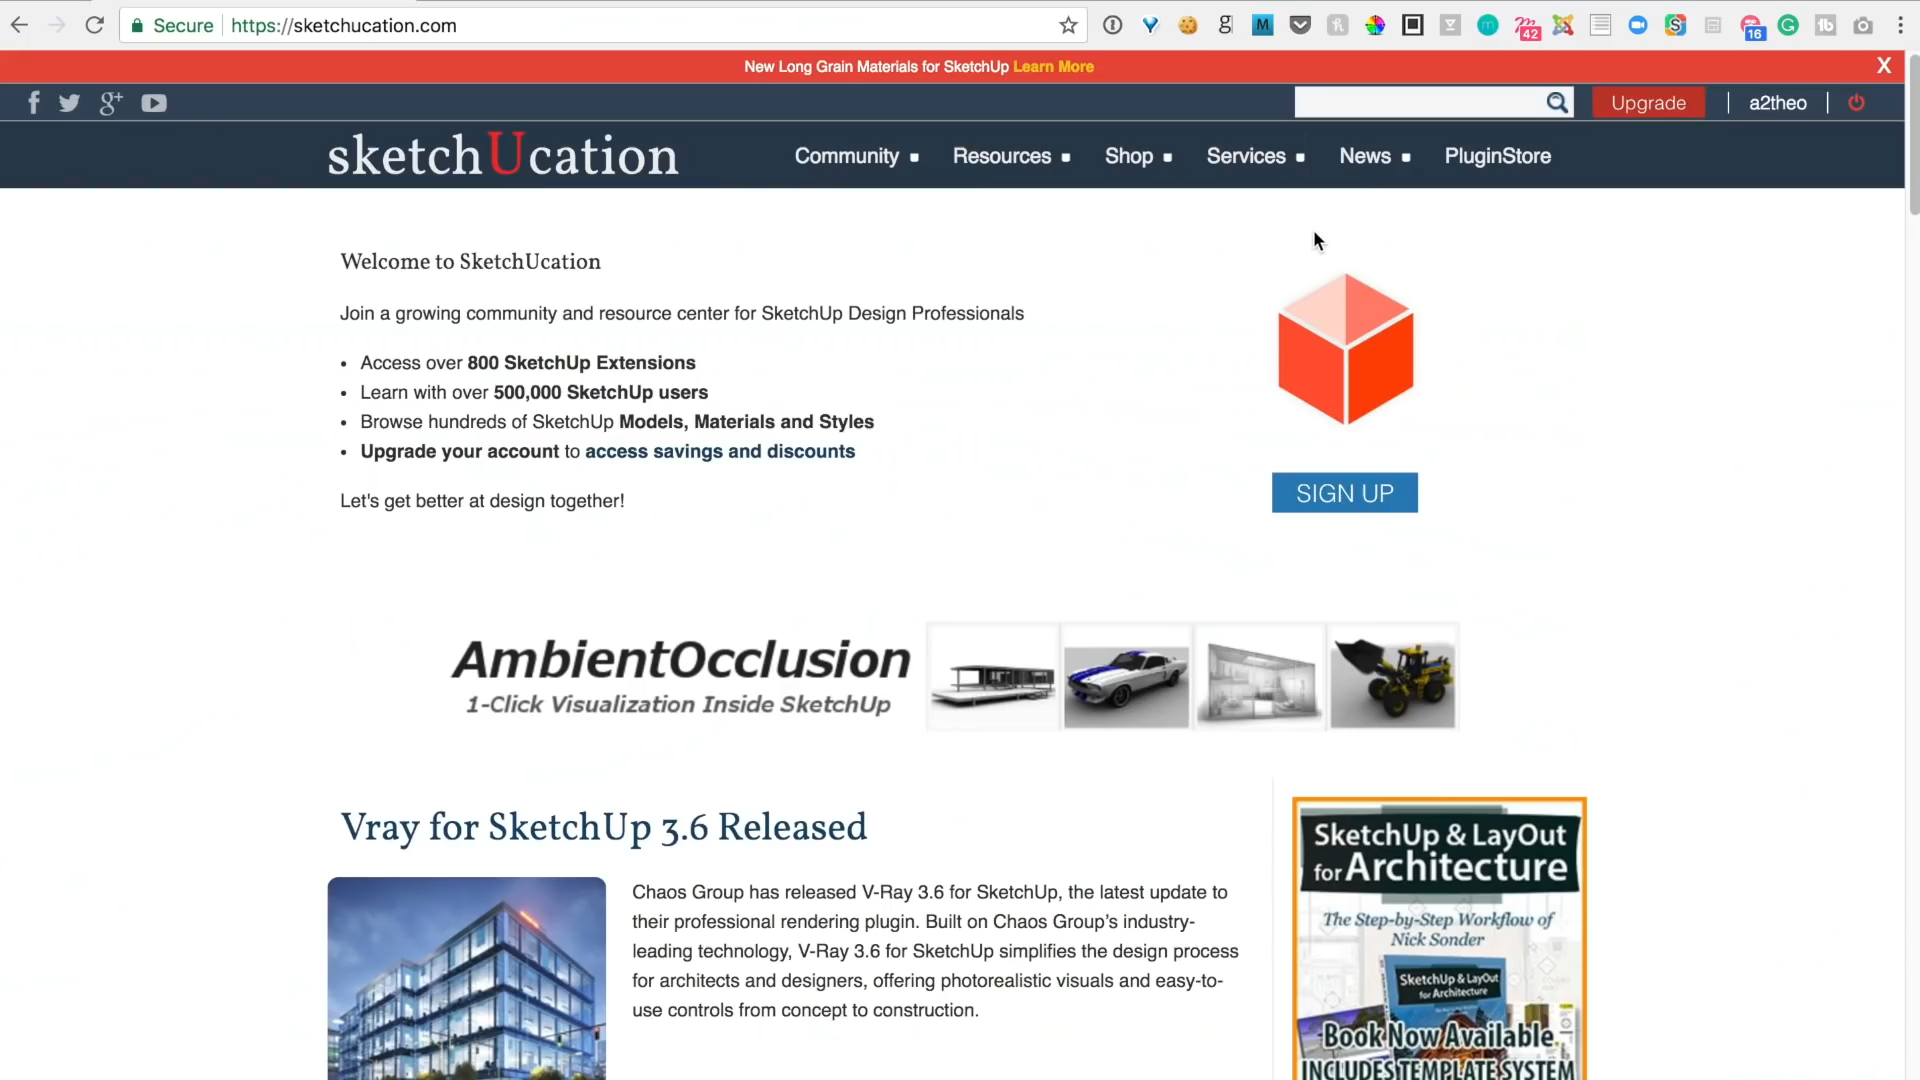 Secure https://sketchucation.com
42
16
New Long Grain Materials for SketchUp Learn More X
Upgrade a2theo
sketchUcation Community Resources Shop Services News PluginStore
Welcome to SketchUcation
Join a growing community and resource center for SketchUp Design Professionals
• Access over 800 SketchUp Extensions
• Learn with over 500,000 SketchUp users
• Browse hundreds of SketchUp Models, Materials and Styles
• Upgrade your account to access savings and discounts
Let's get better at design together!
SIGN UP
AmbientOcclusion
1-Click Visualization Inside SketchUp
Vray for SketchUp 3.6 Released
Chaos Group has released V-Ray 3.6 for SketchUp, the latest update to
their professional rendering plugin. Built on Chaos Group's industry-
leading technology, V-Ray 3.6 for SketchUp simplifies the design process
for architects and designers, offering photorealistic visuals and easy-to-
use controls from concept to construction.
SketchUp & LayOut
for Architecture
The Step-by-Step Workflow of
Nick Sonder
SketchUp & LayOut
for Architecture
Book Now Available.
INCLUDES TEMPLATE SYSTEM